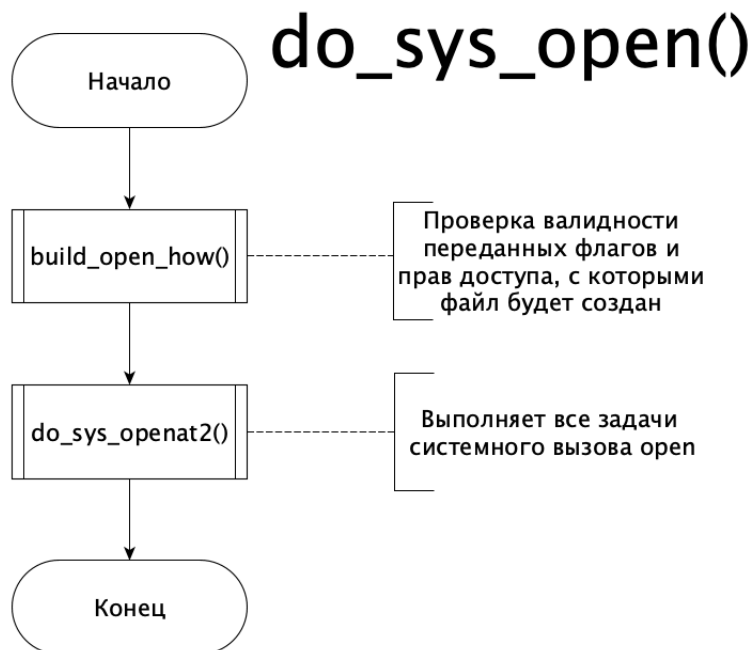 do_sys_open()
Начало
build_open_how()
Проверка валидности
переданных флагов и
прав доступа, с которыми
файл будет создан
do_sys_openat2()
Выполняет все задачи
системного вызова open
Конец